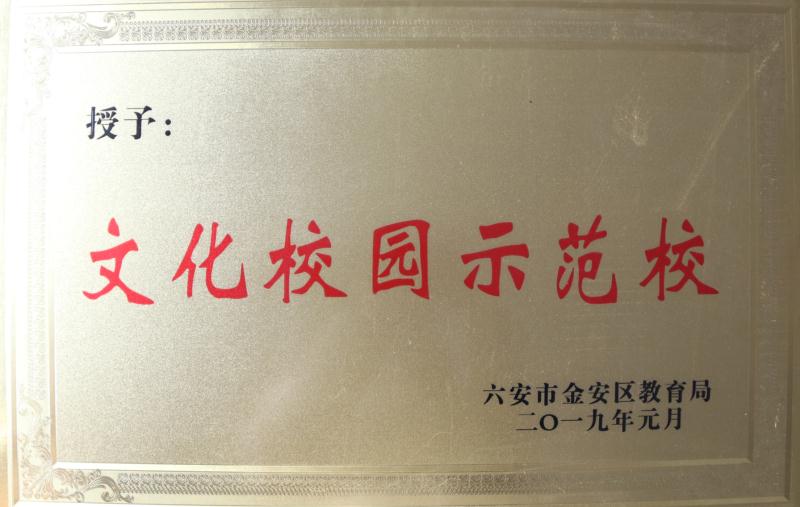 授予：
文化校园示范校
六安市金安区教育局
二〇一九年元月